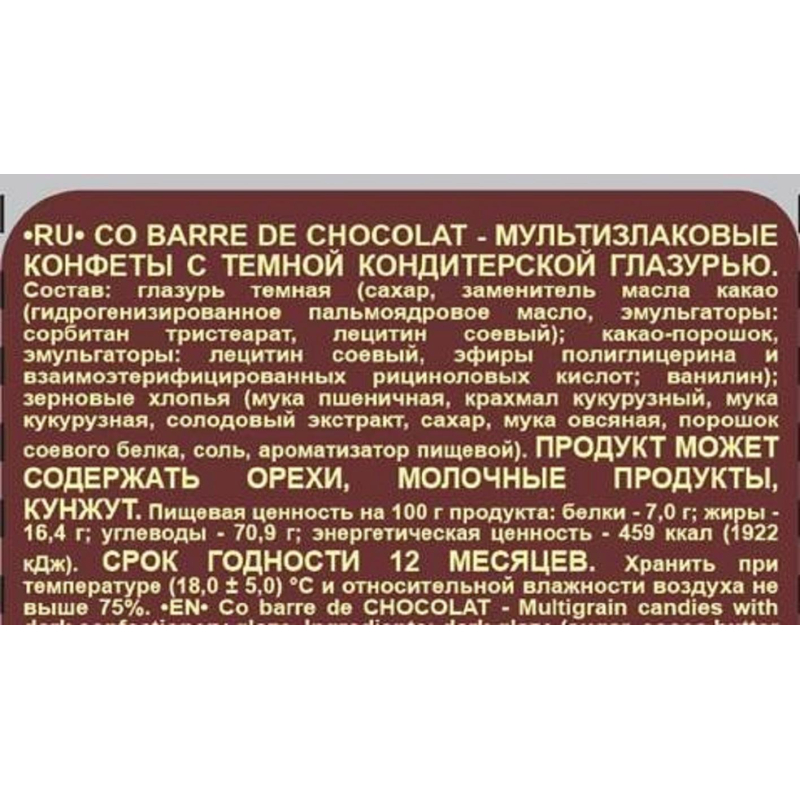 •RU• CO BARRE DE CHOCOLAT - МУЛЬТИЗЛАКОВЫЕ
КОНФЕТЫ С ТЕМНОЙ КОНДИТЕРСКОЙ ГЛАЗУРЬЮ.
Состав: глазурь темная (сахар, заменитель масла какао
(гидрогенизированное пальмоядровое масло, эмульгаторы:
сорбитан тристеарат, лецитин соевый); какао-порошок,
эмульгаторы: лецитин соевый, эфиры полиглицерина и
взаимоэтерифицированных рициноловых кислот; ванилин);
зерновые хлопья (мука пшеничная, крахмал кукурузный, мука
кукурузная, солодовый экстракт, сахар, мука овсяная, порошок
соевого белка, соль, ароматизатор пищевой). ПРОДУКТ МОЖЕТ
СОДЕРЖАТЬ ОРЕХИ, МОЛОЧНЫЕ ПРОДУКТЫ,
КУНЖУТ. Пищевая ценность на 100 г продукта: белки - 7,0 г; жиры -
16,4 г; углеводы - 70,9 г; энергетическая ценность - 459 ккал (1922
кДж). СРОК ГОДНОСТИ 12 МЕСЯЦЕВ. Хранить при
температуре (18,0 ± 5,0) °С и относительной влажности воздуха не
выше 75%. •EN• Co barre de CHOCOLAT - Multigrain candies with